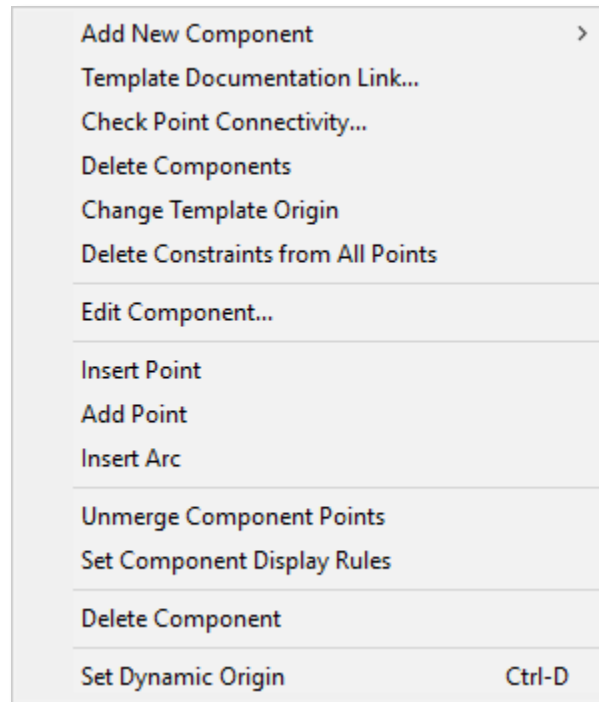 Add New Component
Template Documentation Link...
Check Point Connectivity...
Delete Components
Change Template Origin
Delete Constraints from All Points
Edit Component...
Insert Point
Add Point
Insert Arc
Unmerge Component Points
Set Component Display Rules
Delete Component
Set Dynamic Origin Ctrl-D